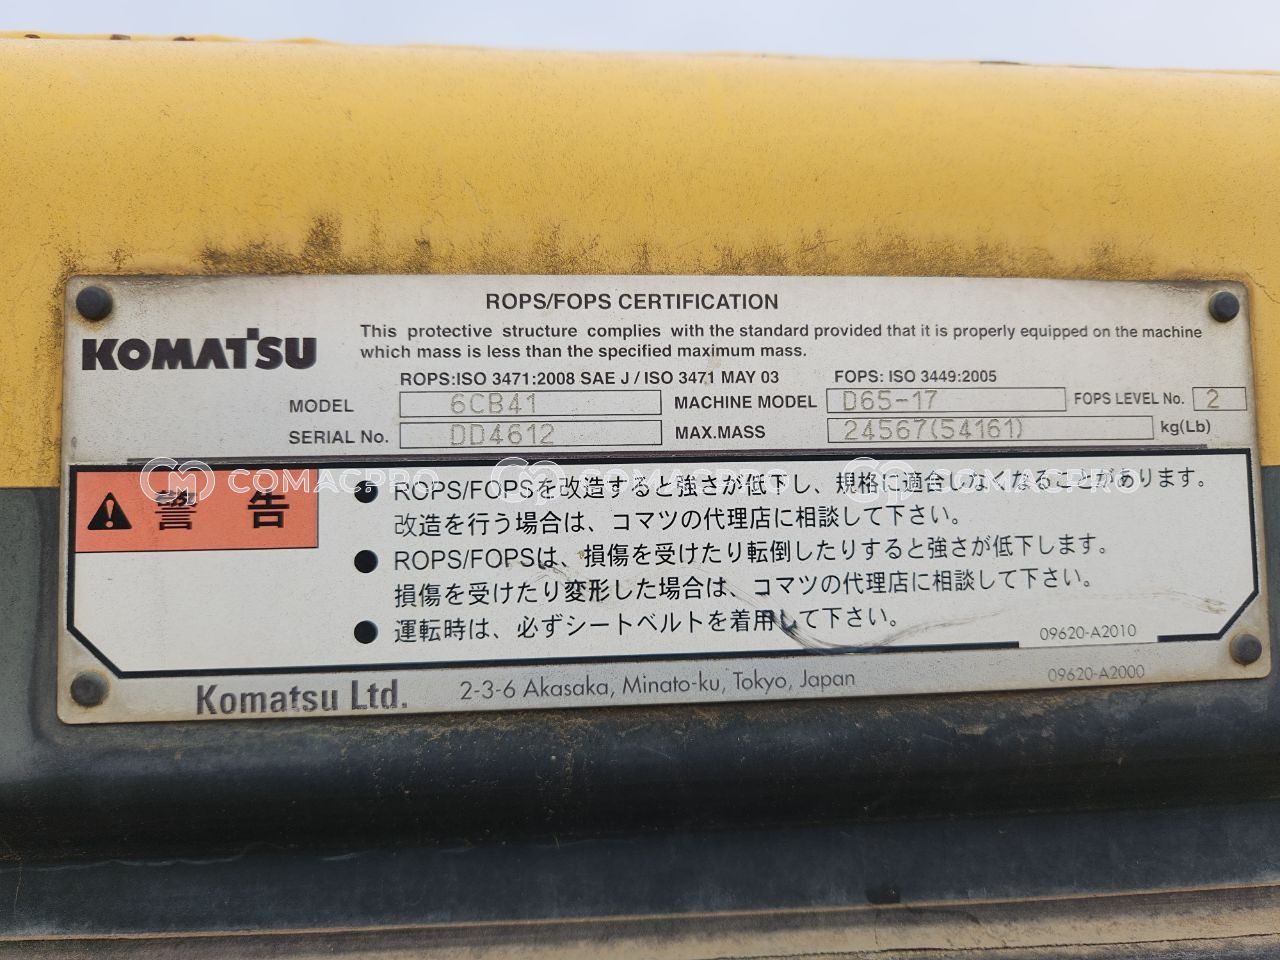 ROPS/FOPS CERTIFICATION
KOMATSU
This protective structure complies with the standard provided that it is properly equipped on the machine
which mass is less than the specified maximum mass.
ROPS:ISO 3471:2008 SAE J / ISO 3471 MAY 03 FOPS: ISO 3449:2005
MODEL 6CB41 MACHINE MODEL D65-17 FOPS LEVEL No. 2
SERIAL No. DD4612 MAX.MASS 24567(54161) kg(Lb)
COMACPRO COMACPRO COMACPRO
警告
● ROPS/FOPSを改造すると強さが低下し、規格に適合しなくなることがあります。
改造を行う場合は、コマツの代理店に相談して下さい。
● ROPS/FOPSは、損傷を受けたり転倒したりすると強さが低下します。
損傷を受けたり変形した場合は、コマツの代理店に相談して下さい。
● 運転時は、必ずシートベルトを着用して下さい。
09620-A2010
Komatsu Ltd. 2-3-6 Akasaka, Minato-ku, Tokyo, Japan 09620-A2000